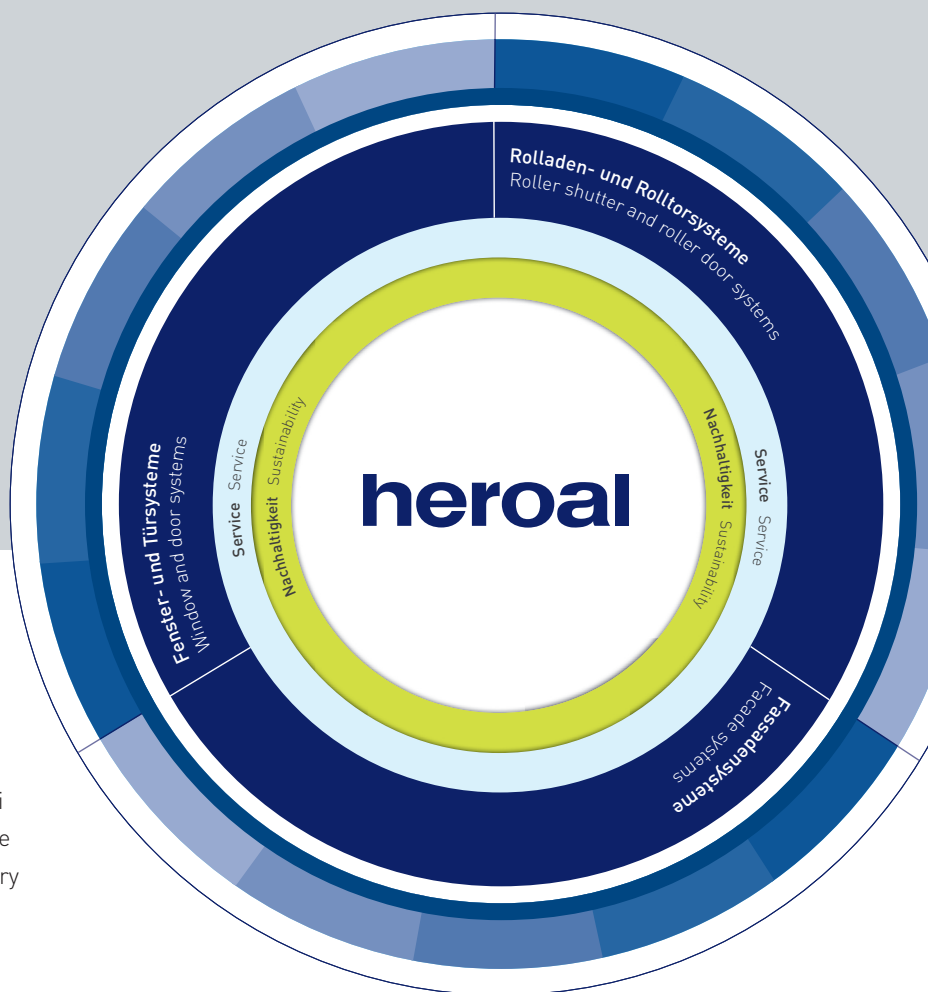 Rolladen- und Rolltorsysteme
Roller shutter and roller door systems
Fenster- und Türsysteme
Window and door systems
Service Service
Nachhaltigkeit Sustainability
heroal
Nachhaltigkeit Sustainability
Service Service
Fassadensysteme
Facade systems
i
e
ry